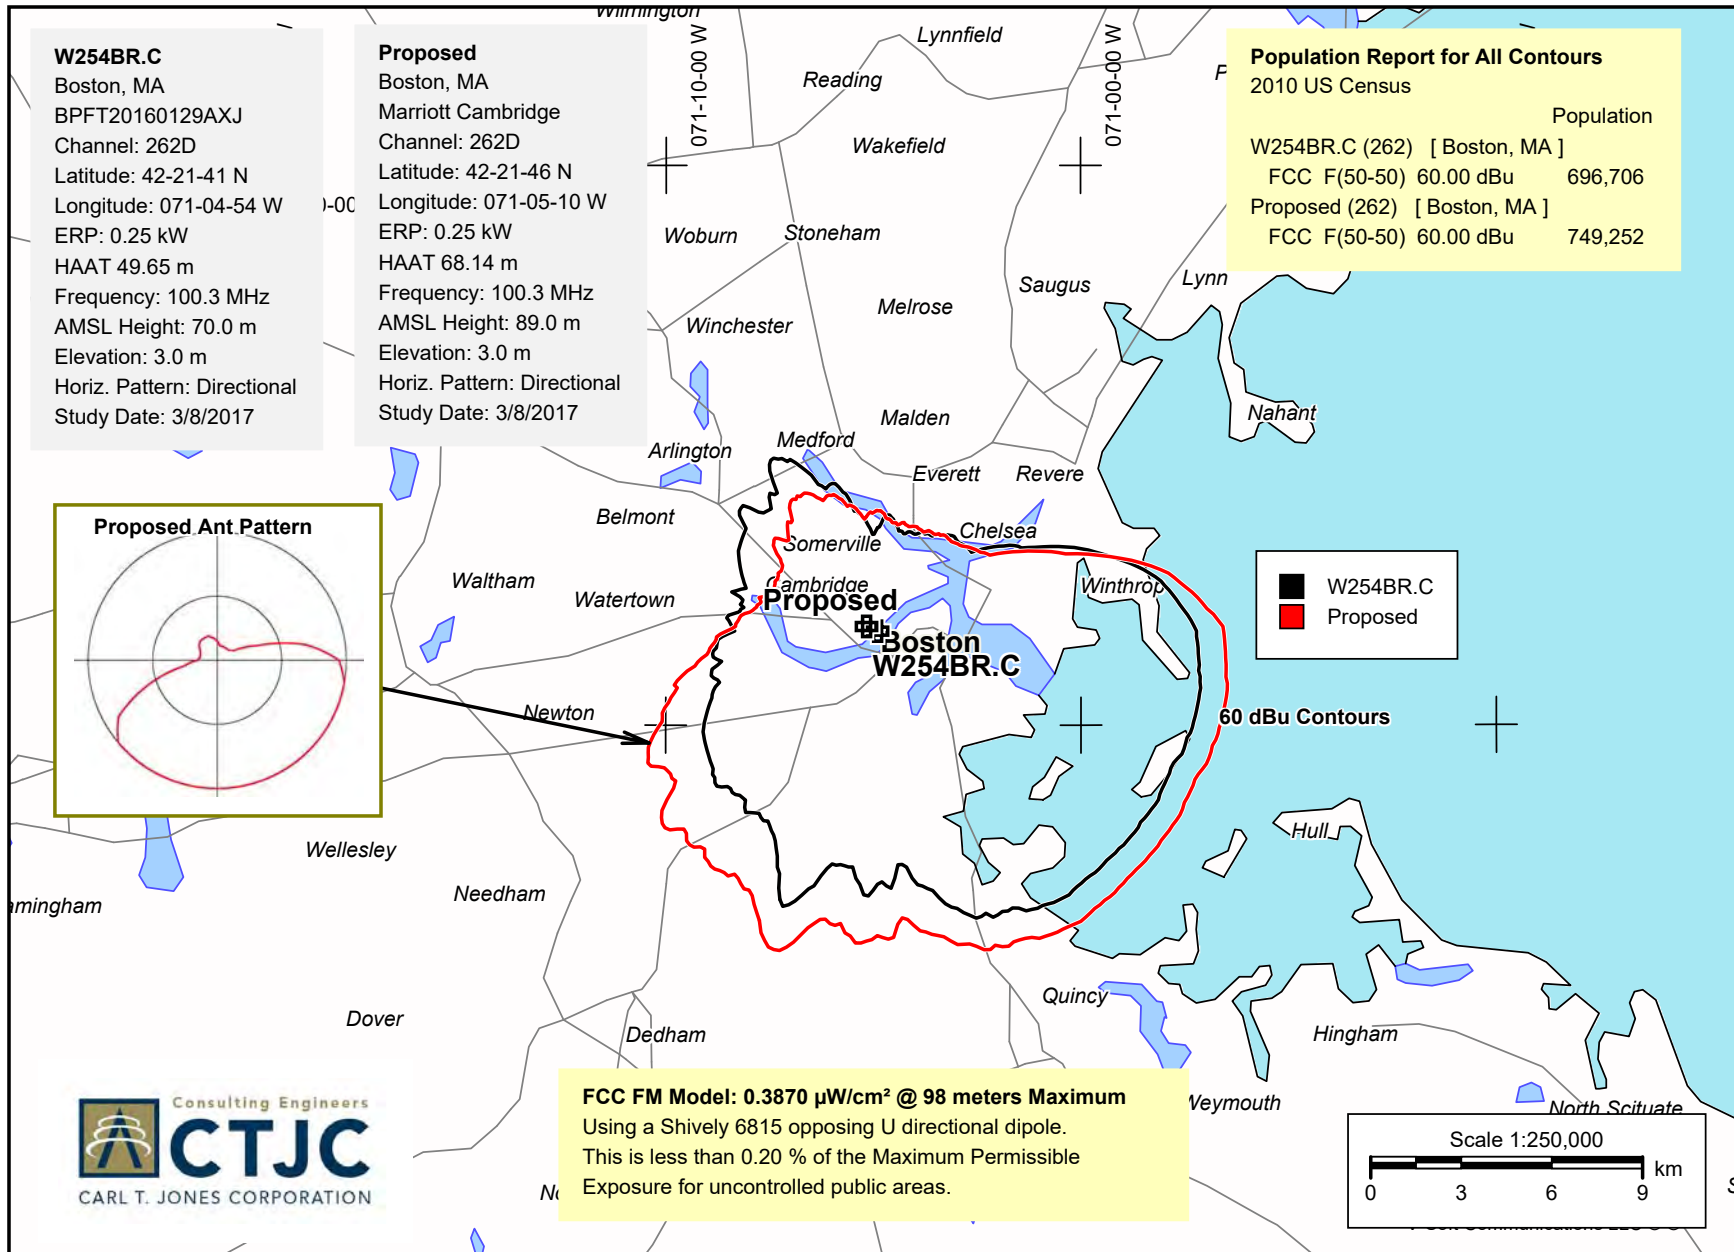 W254BR.C
Boston, MA
BPFT20160129AXJ
Channel: 262D
Latitude: 42-21-41 N
Longitude: 071-04-54 W
ERP: 0.25 kW
HAAT 49.65 m
Frequency: 100.3 MHz
AMSL Height: 70.0 m
Elevation: 3.0 m
Horiz. Pattern: Directional
Study Date: 3/8/2017
Proposed
Boston, MA
Marriott Cambridge
Channel: 262D
Latitude: 42-21-46 N
Longitude: 071-05-10 W
ERP: 0.25 kW
HAAT 68.14 m
Frequency: 100.3 MHz
AMSL Height: 89.0 m
Elevation: 3.0 m
Horiz. Pattern: Directional
Study Date: 3/8/2017
Population Report for All Contours
2010 US Census
Population
W254BR.C (262) [ Boston, MA ]
FCC F(50-50) 60.00 dBu 696,706
Proposed (262) [ Boston, MA ]
FCC F(50-50) 60.00 dBu 749,252
Wilmington
Lynnfield
071-10-00 W
071-00-00 W
Reading
Wakefield
Woburn
Stoneham
Saugus
Lynn
Melrose
Winchester
Nahant
Malden
Medford
Arlington
Everett
Revere
Belmont
Chelsea
Somerville
Waltham
Cambridge
Winthrop
Watertown
Proposed
Boston
W254BR.C
Newton
60 dBu Contours
W254BR.C
Proposed
Proposed Ant Pattern
Hull
Wellesley
Needham
amingham
Quincy
Dover
Dedham
Hingham
Weymouth
North Scituate
FCC FM Model: 0.3870 µW/cm² @ 98 meters Maximum
Using a Shively 6815 opposing U directional dipole.
This is less than 0.20 % of the Maximum Permissible
Exposure for uncontrolled public areas.
Consulting Engineers
CTJC
CARL T. JONES CORPORATION
Scale 1:250,000
0 3 6 9 km